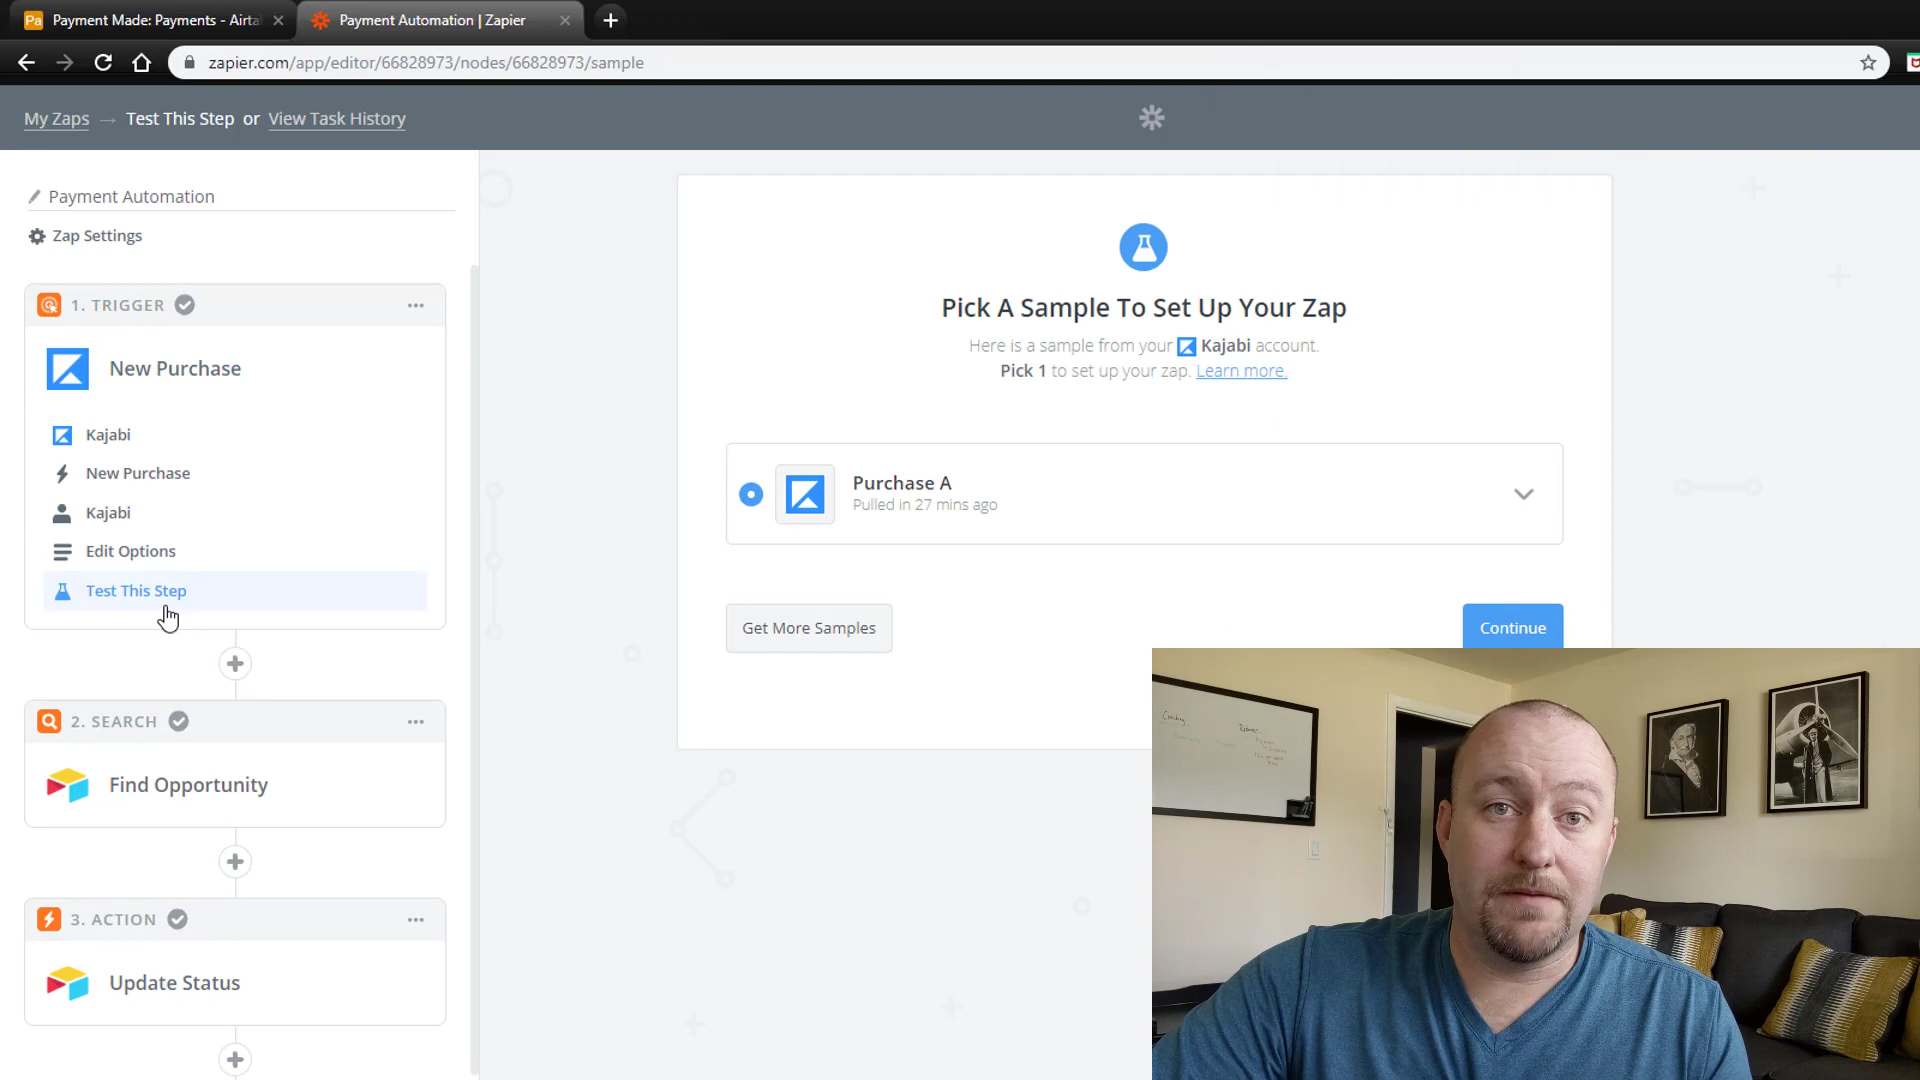 Payment Made: Payments - Airta
Payment Automation | Zapier
zapier.com/app/editor/66828973/nodes/66828973/sample
My Zaps → Test This Step or View Task History
Payment Automation
Zap Settings
1. TRIGGER
New Purchase
Kajabi
New Purchase
Kajabi
Edit Options
Test This Step
2. SEARCH
Find Opportunity
3. ACTION
Update Status
Pick A Sample To Set Up Your Zap
Here is a sample from your Kajabi account.
Pick 1 to set up your zap. Learn more.
Purchase A
Pulled in 27 mins ago
Get More Samples
Continue